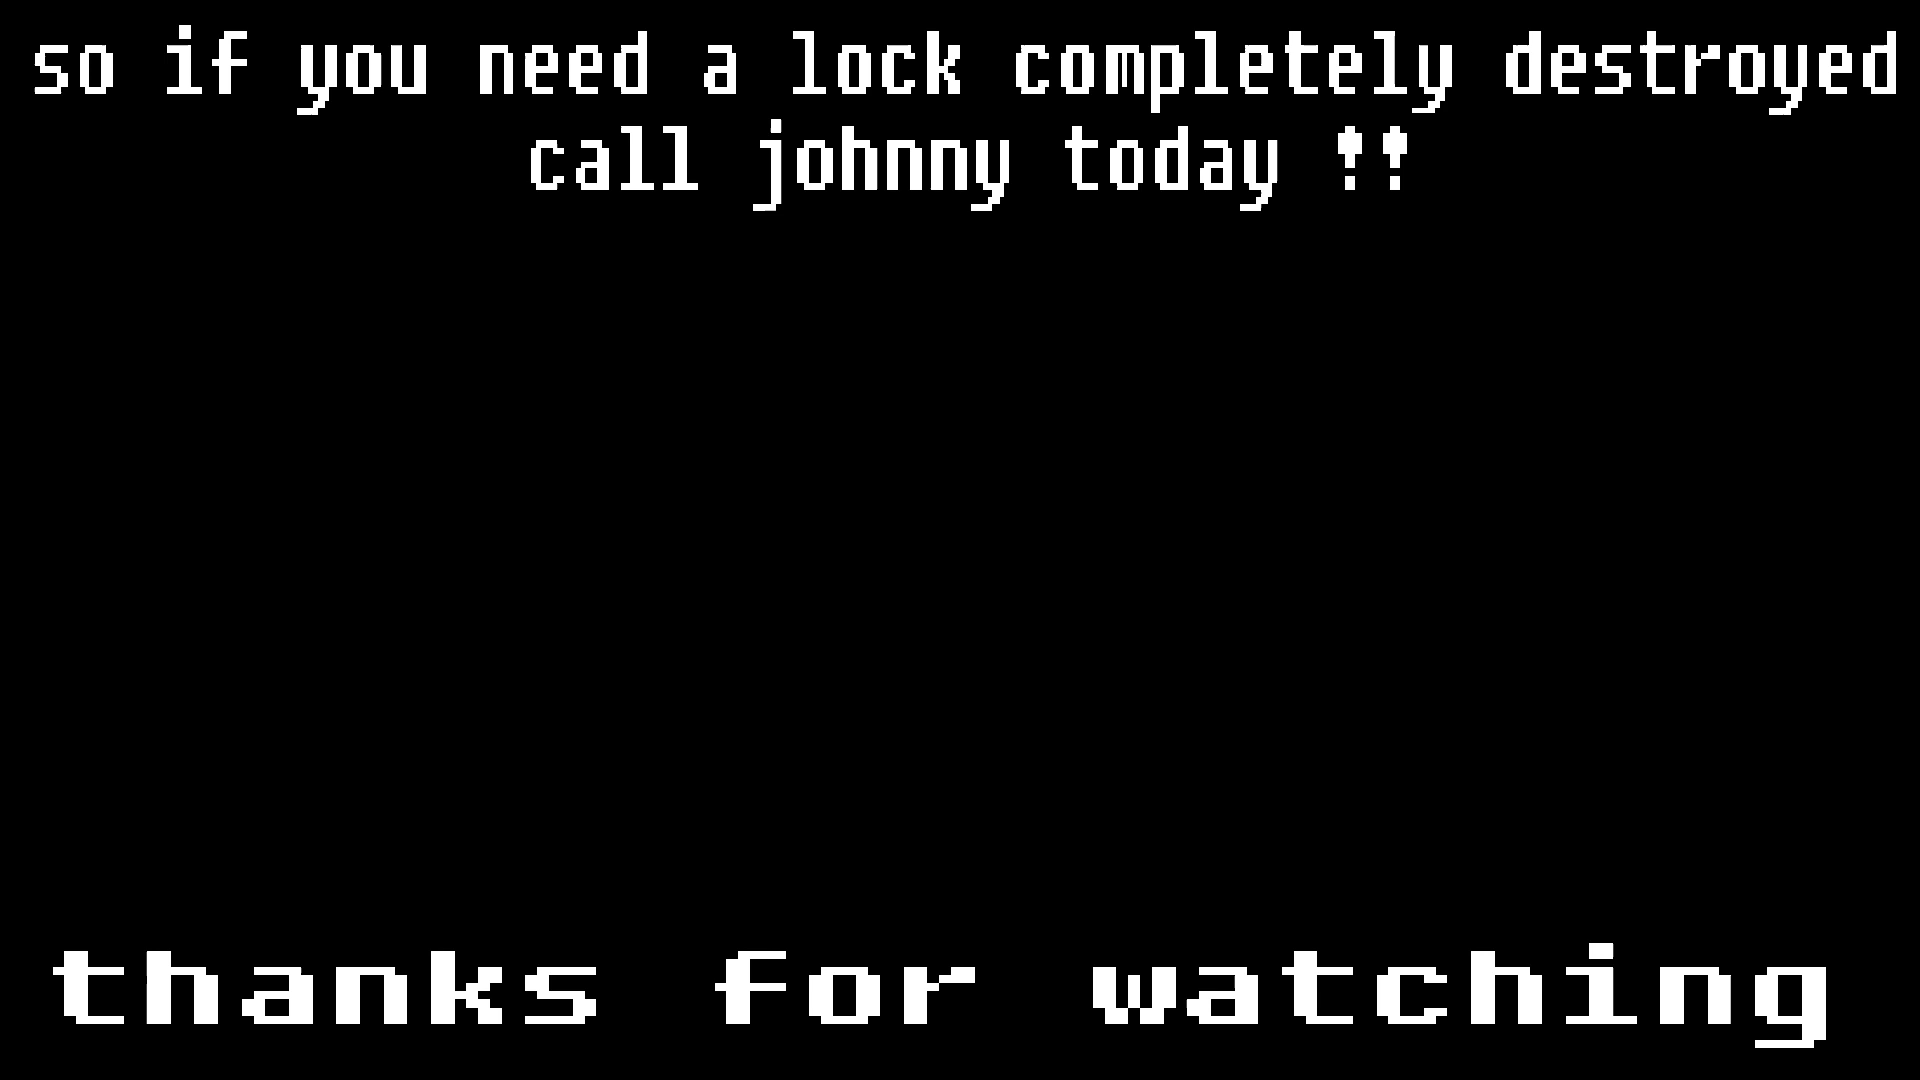 so if you need a lock completely destroyed
call johnny today !!
thanks for watching